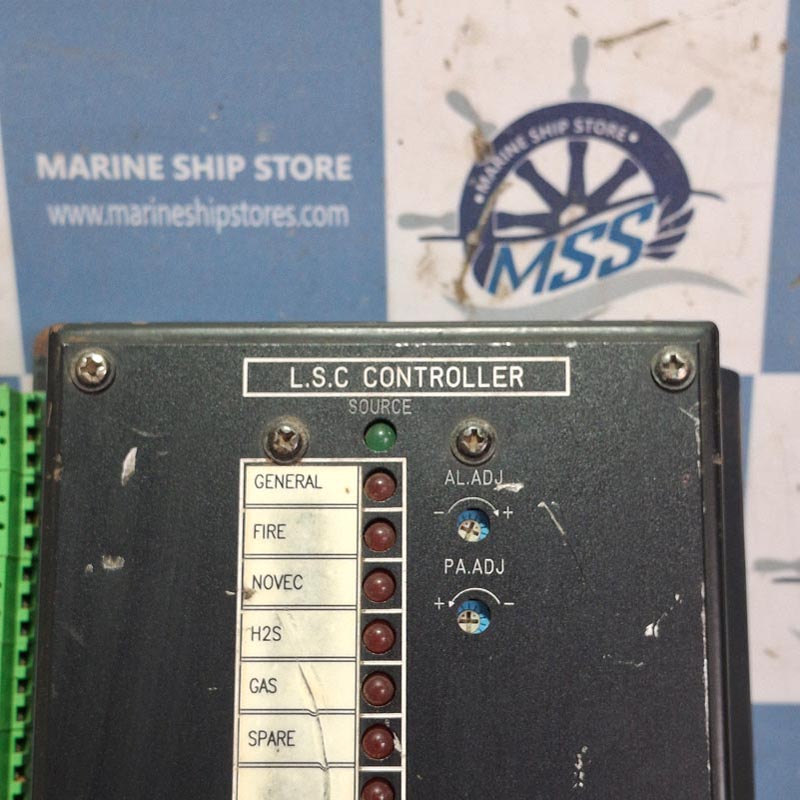 MARINE SHIP STORE
www.marineshipstores.com
• MARINE SHIP STORE •
MSS
L.S.C CONTROLLER
SOURCE
GENERAL
FIRE
NOVEC
H2S
GAS
SPARE
AL.ADJ
- +
PA.ADJ
+ -